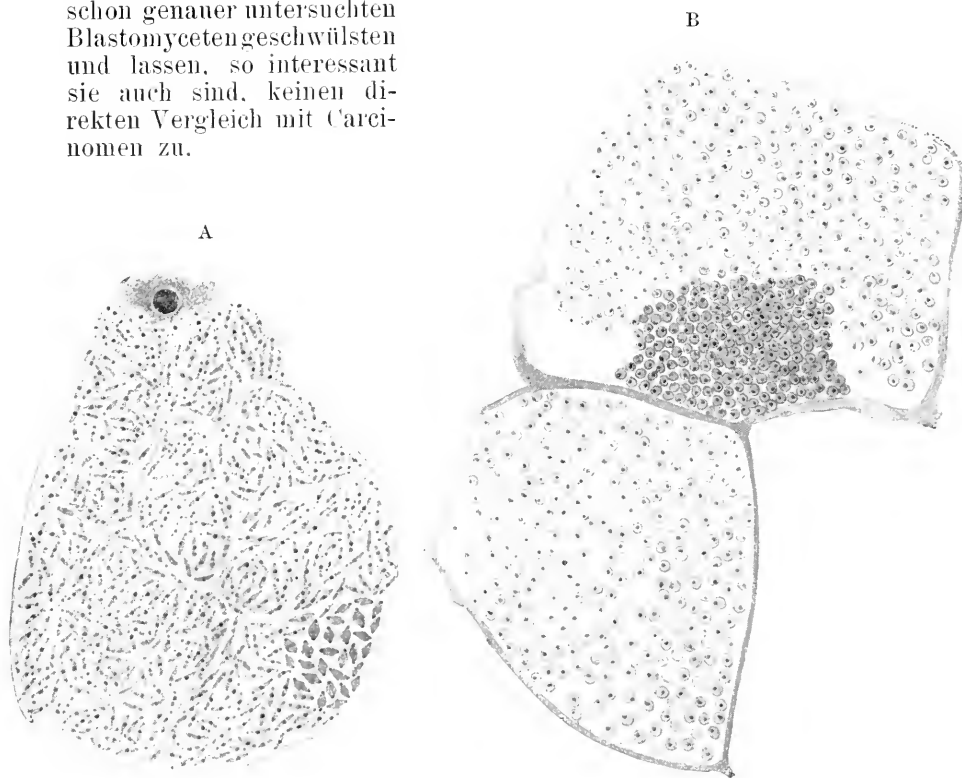 schon genauer untersuchten
Blastomycetengeschwülsten
und lassen, so interessant
sie auch sind, keinen di-
rekten Vergleich mit Carci-
nomen zu.
B
A